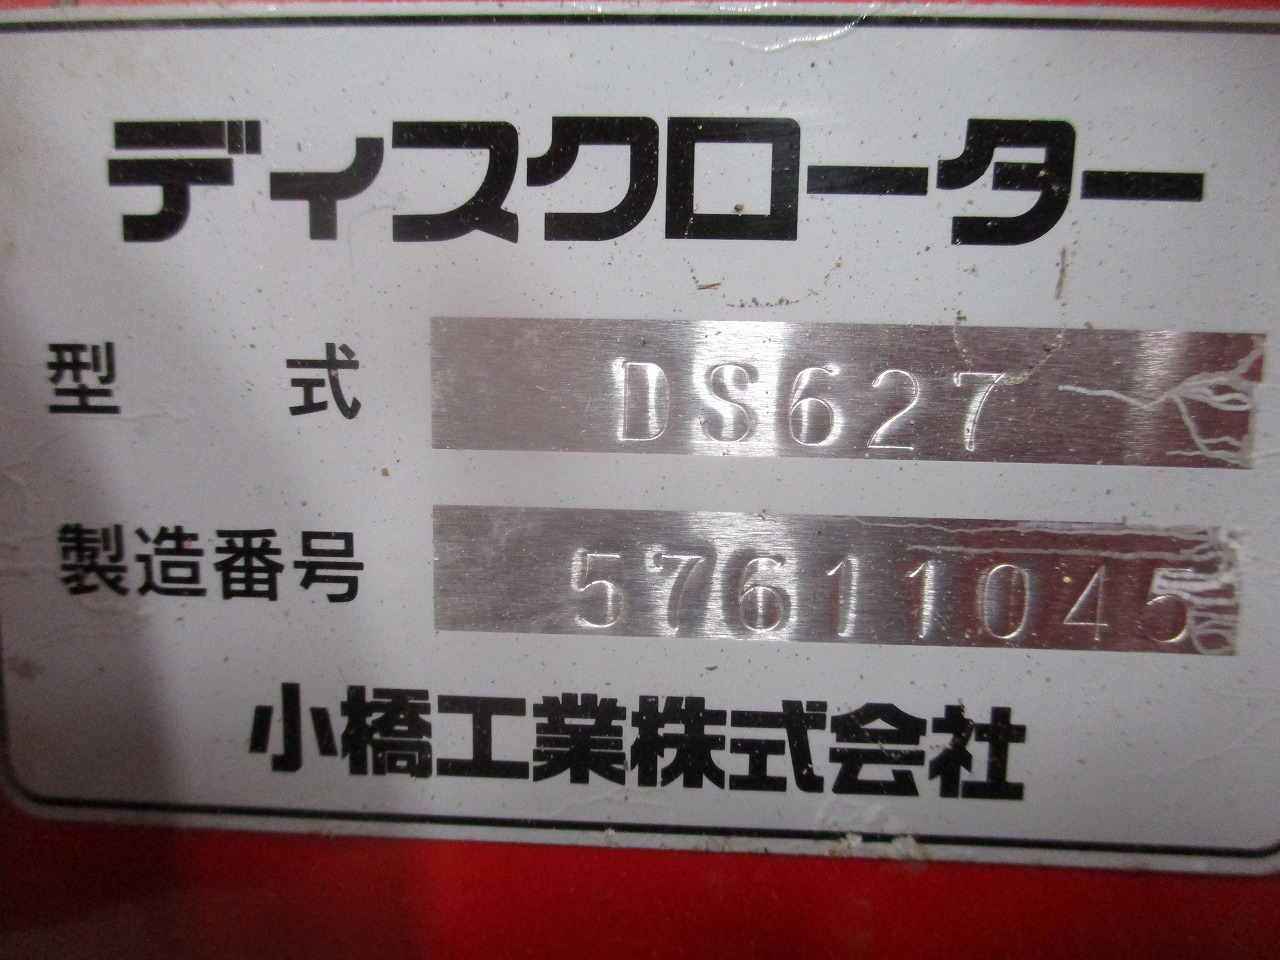 ディスクローター
型式 DS627
製造番号 57611045
小橋工業株式会社